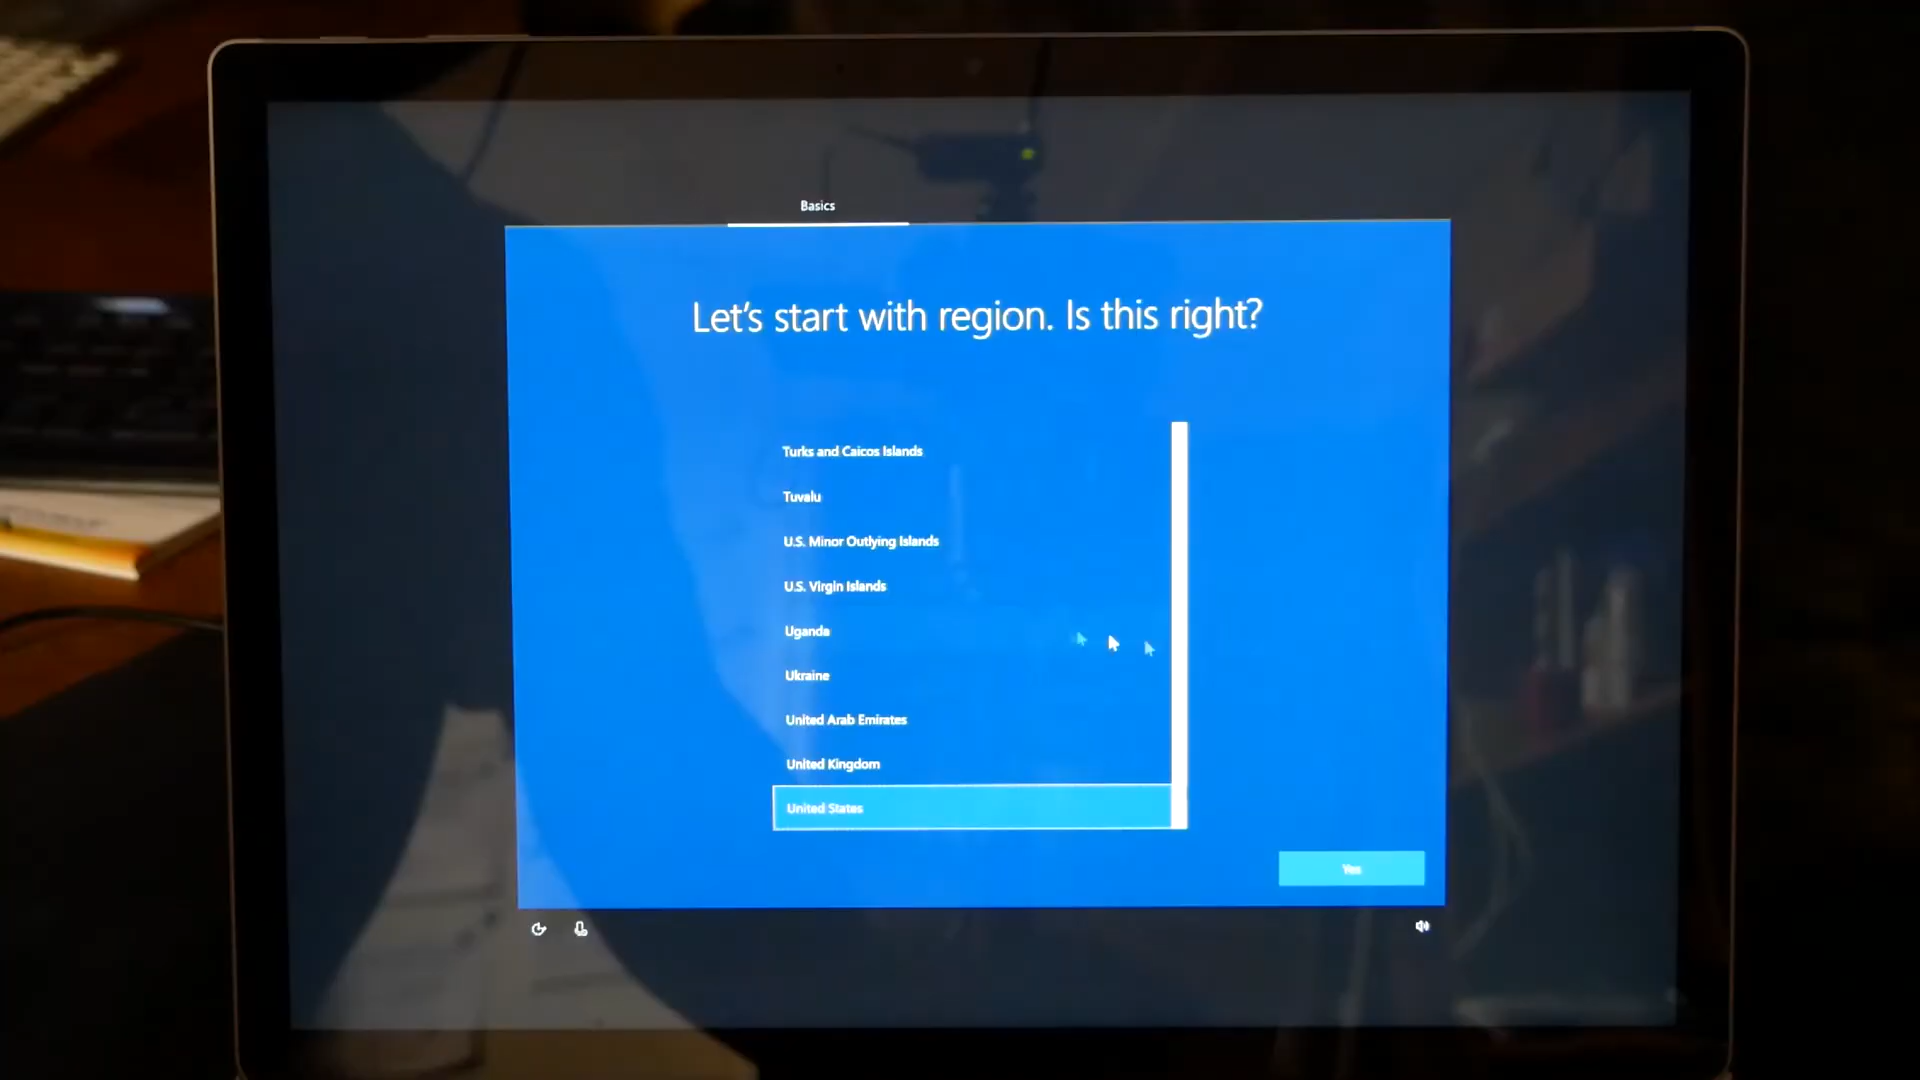 Basics
Let's start with region. Is this right?
Turks and Caicos Islands
Tuvalu
U.S. Minor Outlying Islands
U.S. Virgin Islands
Uganda
Ukraine
United Arab Emirates
United Kingdom
United States
Yes